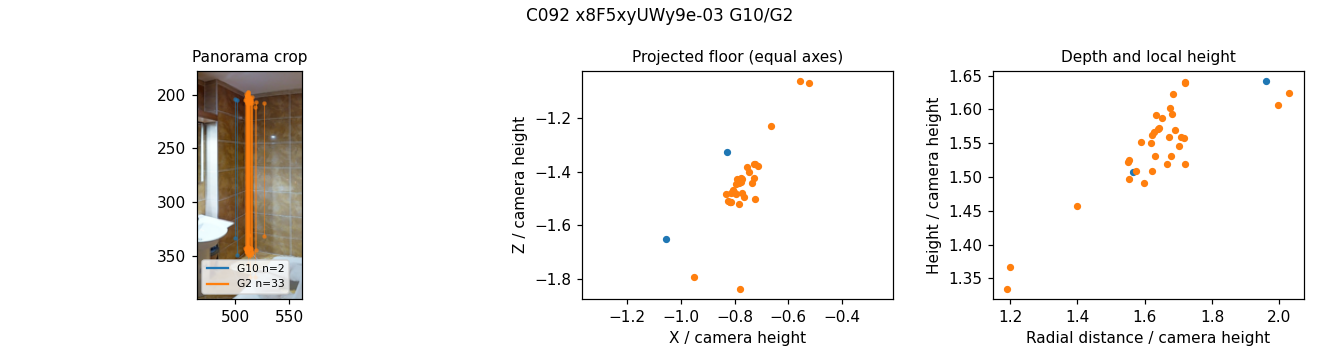 C092 x8F5xyUWy9e-03 G10/G2
Panorama crop
200
250
300
350
500
550
G10 n=2
G2 n=33
Projected floor (equal axes)
Z / camera height
−1.2
−1.4
−1.6
−1.8
−1.2
−1.0
−0.8
−0.6
−0.4
X / camera height
Depth and local height
Height / camera height
1.65
1.60
1.55
1.50
1.45
1.40
1.35
1.2
1.4
1.6
1.8
2.0
Radial distance / camera height